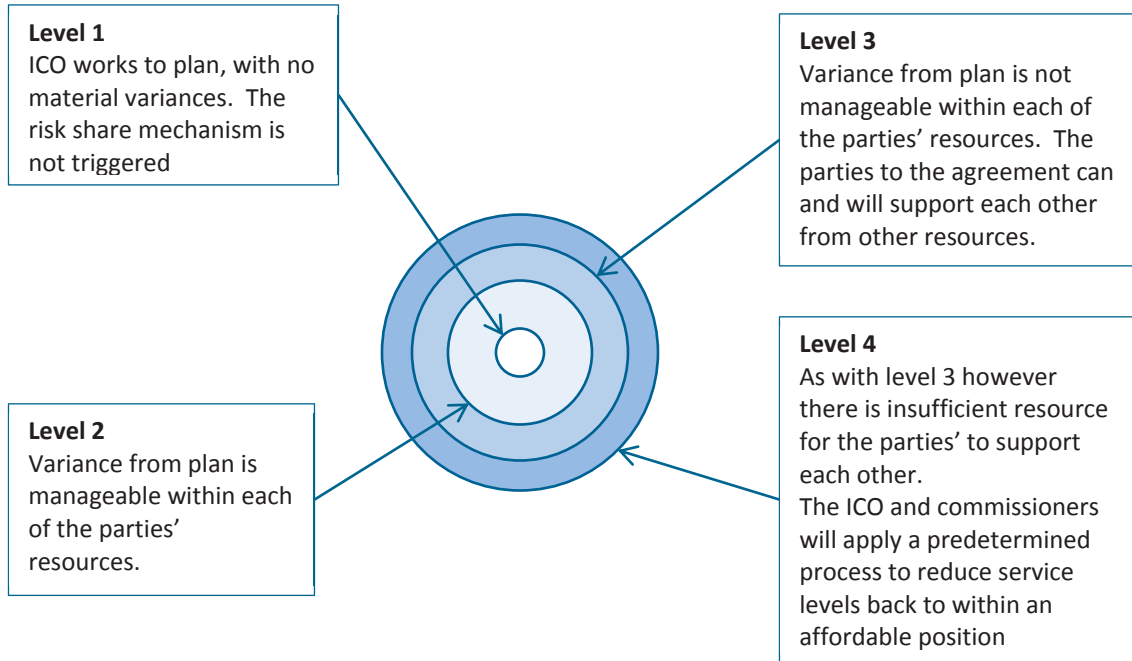 Level 1
ICO works to plan, with no
material variances.  The
risk share mechanism is
not triggered
Level 3
Variance from plan is not
manageable within each of
the parties’ resources.  The
parties to the agreement can
and will support each other
from other resources.
Level 2
Variance from plan is
manageable within each
of the parties’
resources.
Level 4
As with level 3 however
there is insufficient resource
for the parties’ to support
each other.
The ICO and commissioners
will apply a predetermined
process to reduce service
levels back to within an
affordable position